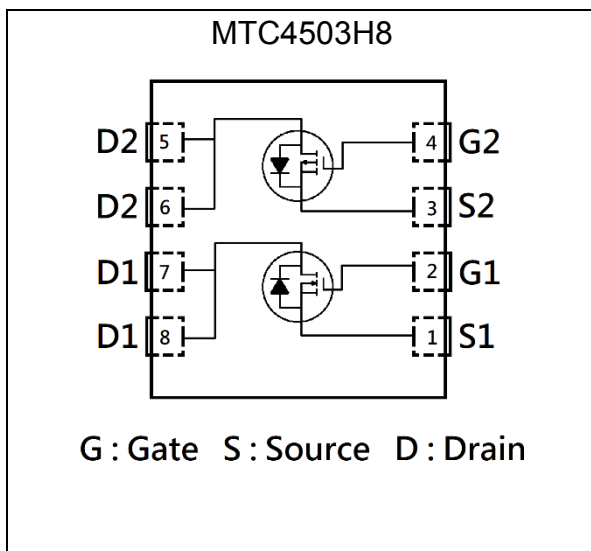 MTC4503H8
D2 5 4 G2
D2 6 3 S2
D1 7 2 G1
D1 8 1 S1
G : Gate S : Source D : Drain